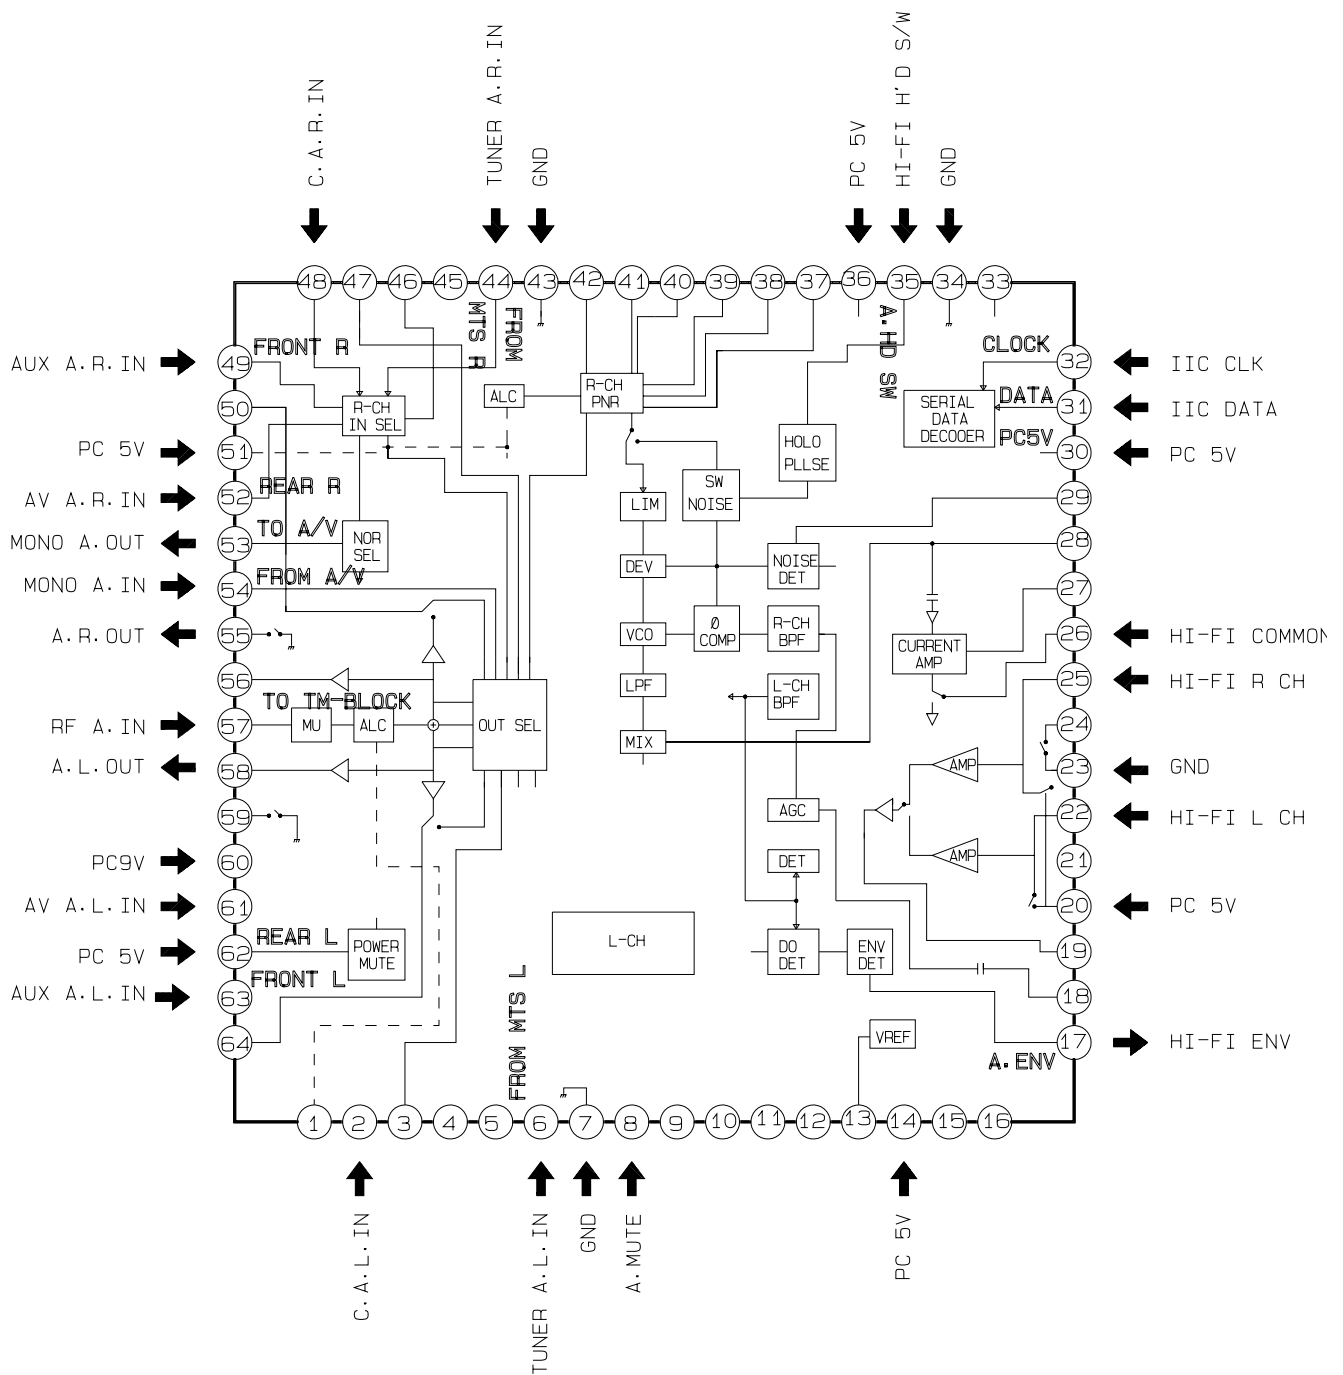 C.A.R.IN
TUNER A.R.IN
GND
PC 5V
HI-FI H'D S/W
GND
48 47 46 45 44 43 42 41 40 39 38 37 36 35 34 33
AUX A.R.IN
PC 5V
AV A.R.IN
MONO A.OUT
MONO A.IN
A.R.OUT
RF A.IN
A.L.OUT
PC9V
AV A.L.IN
PC 5V
AUX A.L.IN
49
50
51
52
53
54
55
56
57
58
59
60
61
62
63
64
FRONT R
REAR R
TO A/V
FROM A/V
TO TM-BLOCK
REAR L
FRONT L
FROM
MTS R
R-CH
IN SEL
NOR
SEL
MU
ALC
OUT SEL
POWER
MUTE
FROM MTS L
ALC
R-CH
PNR
LIM
DEV
VCO
LPF
MIX
SW
NOISE
HOLO
PLLSE
NOISE
DET
Ø
COMP
R-CH
BPF
L-CH
BPF
AGC
DET
DO
DET
ENV
DET
L-CH
VREF
A.HD SW
CLOCK
DATA
PC5V
SERIAL
DATA
DECOOER
CURRENT
AMP
AMP
AMP
A.ENV
32
31
30
29
28
27
26
25
24
23
22
21
20
19
18
17
IIC CLK
IIC DATA
PC 5V
HI-FI COMMON
HI-FI R CH
GND
HI-FI L CH
PC 5V
HI-FI ENV
1 2 3 4 5 6 7 8 9 10 11 12 13 14 15 16
C.A.L.IN
TUNER A.L.IN
GND
A.MUTE
PC 5V